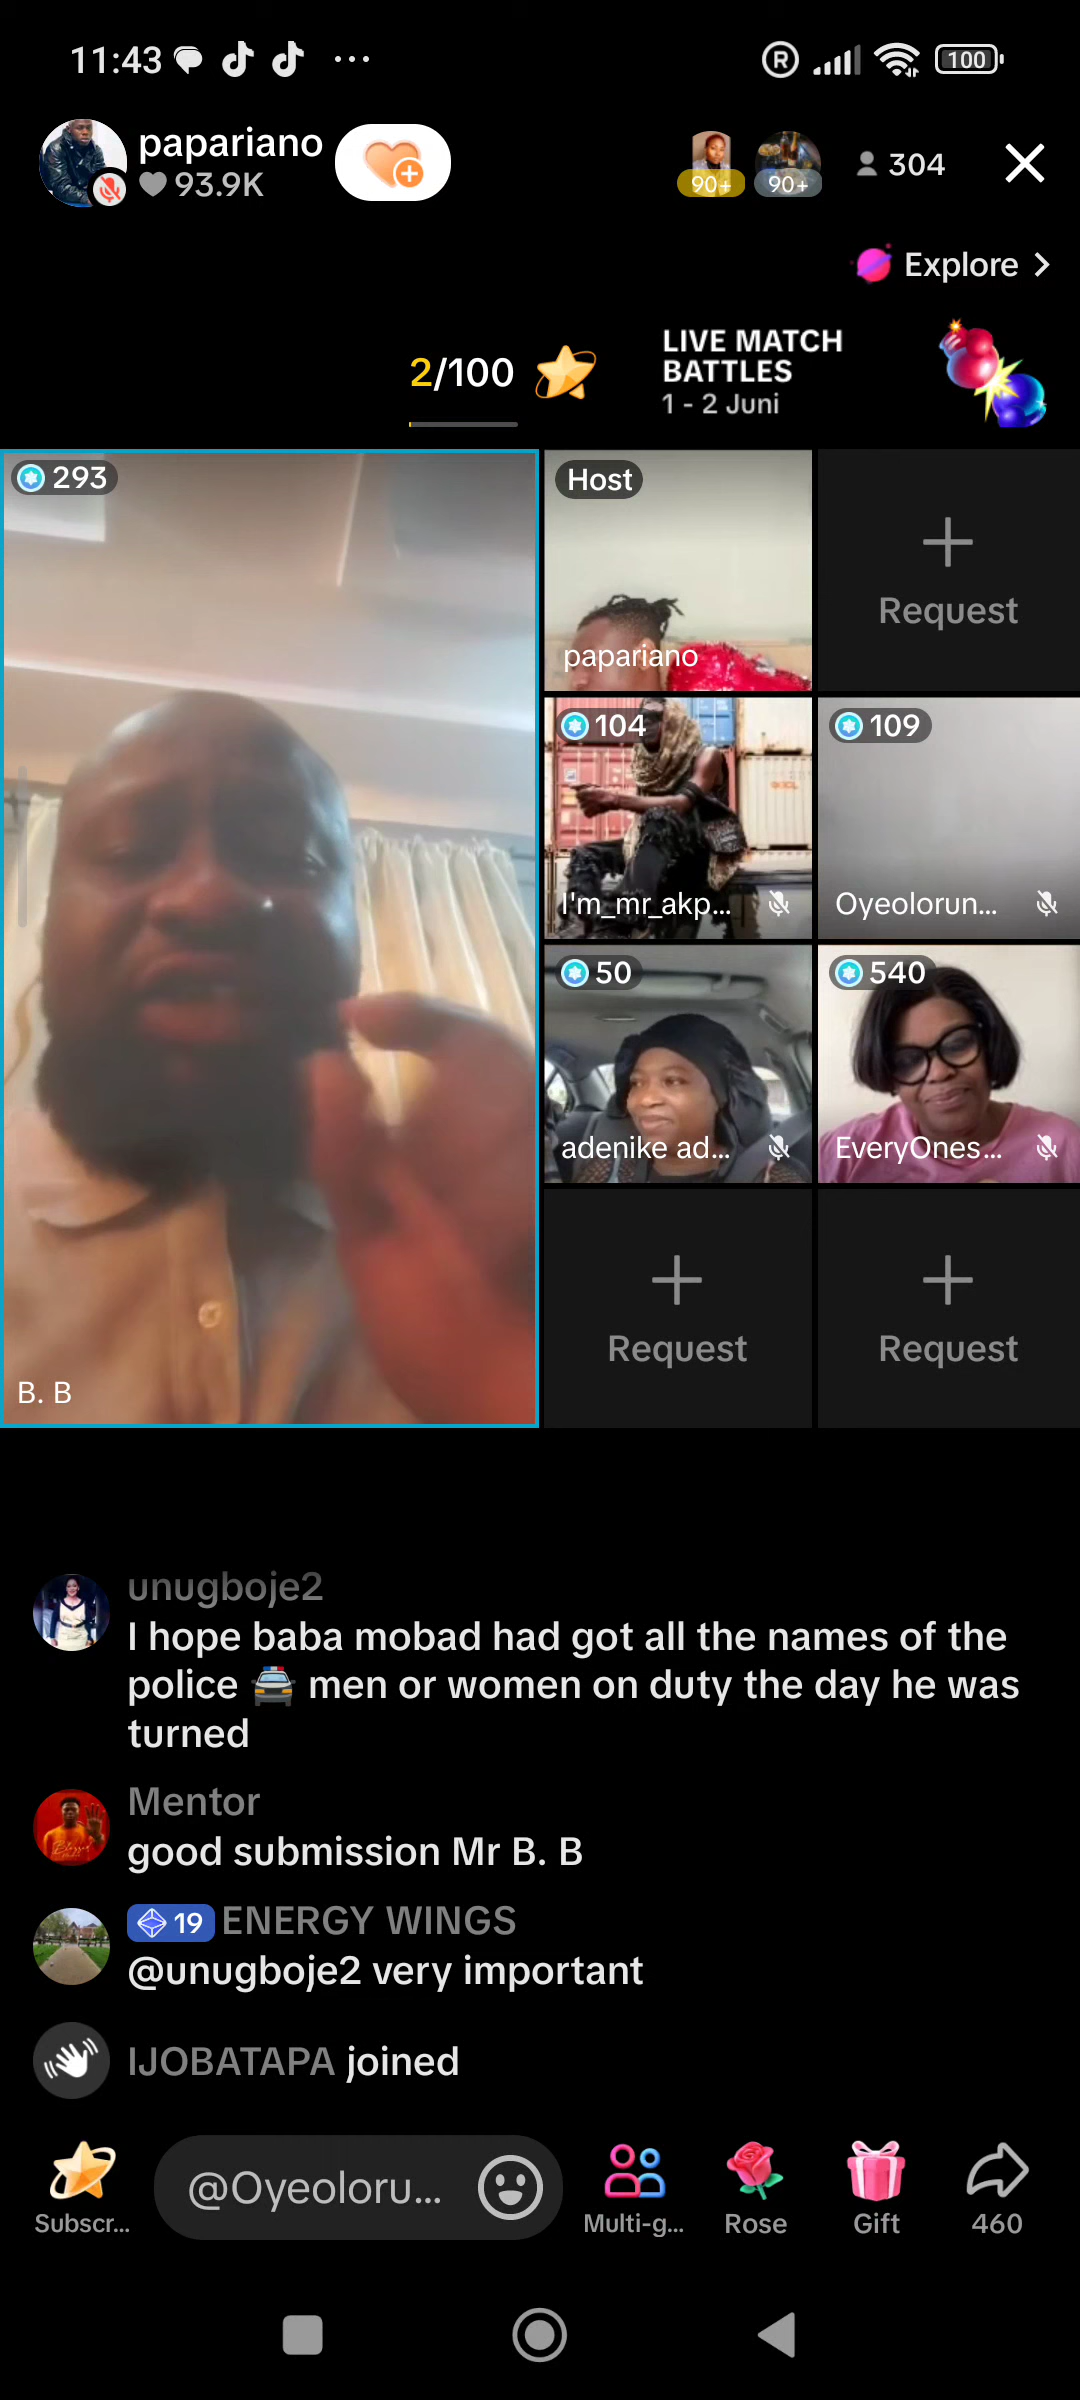 11:43
R
100
papariano
93.9K
90+
90+
304
Explore
2/100
LIVE MATCH
BATTLES
1 - 2 Juni
293
Host
papariano
Request
104
I'm_mr_akp...
109
Oyeolorun...
50
adenike ad...
540
EveryOnes...
Request
Request
B. B
unugboje2
I hope baba mobad had got all the names of the
police 🚔 men or women on duty the day he was
turned
Mentor
good submission Mr B. B
19 ENERGY WINGS
@unugboje2 very important
IJOBATAPA joined
Subscr...
@Oyeoloru...
Multi-g...
Rose
Gift
460